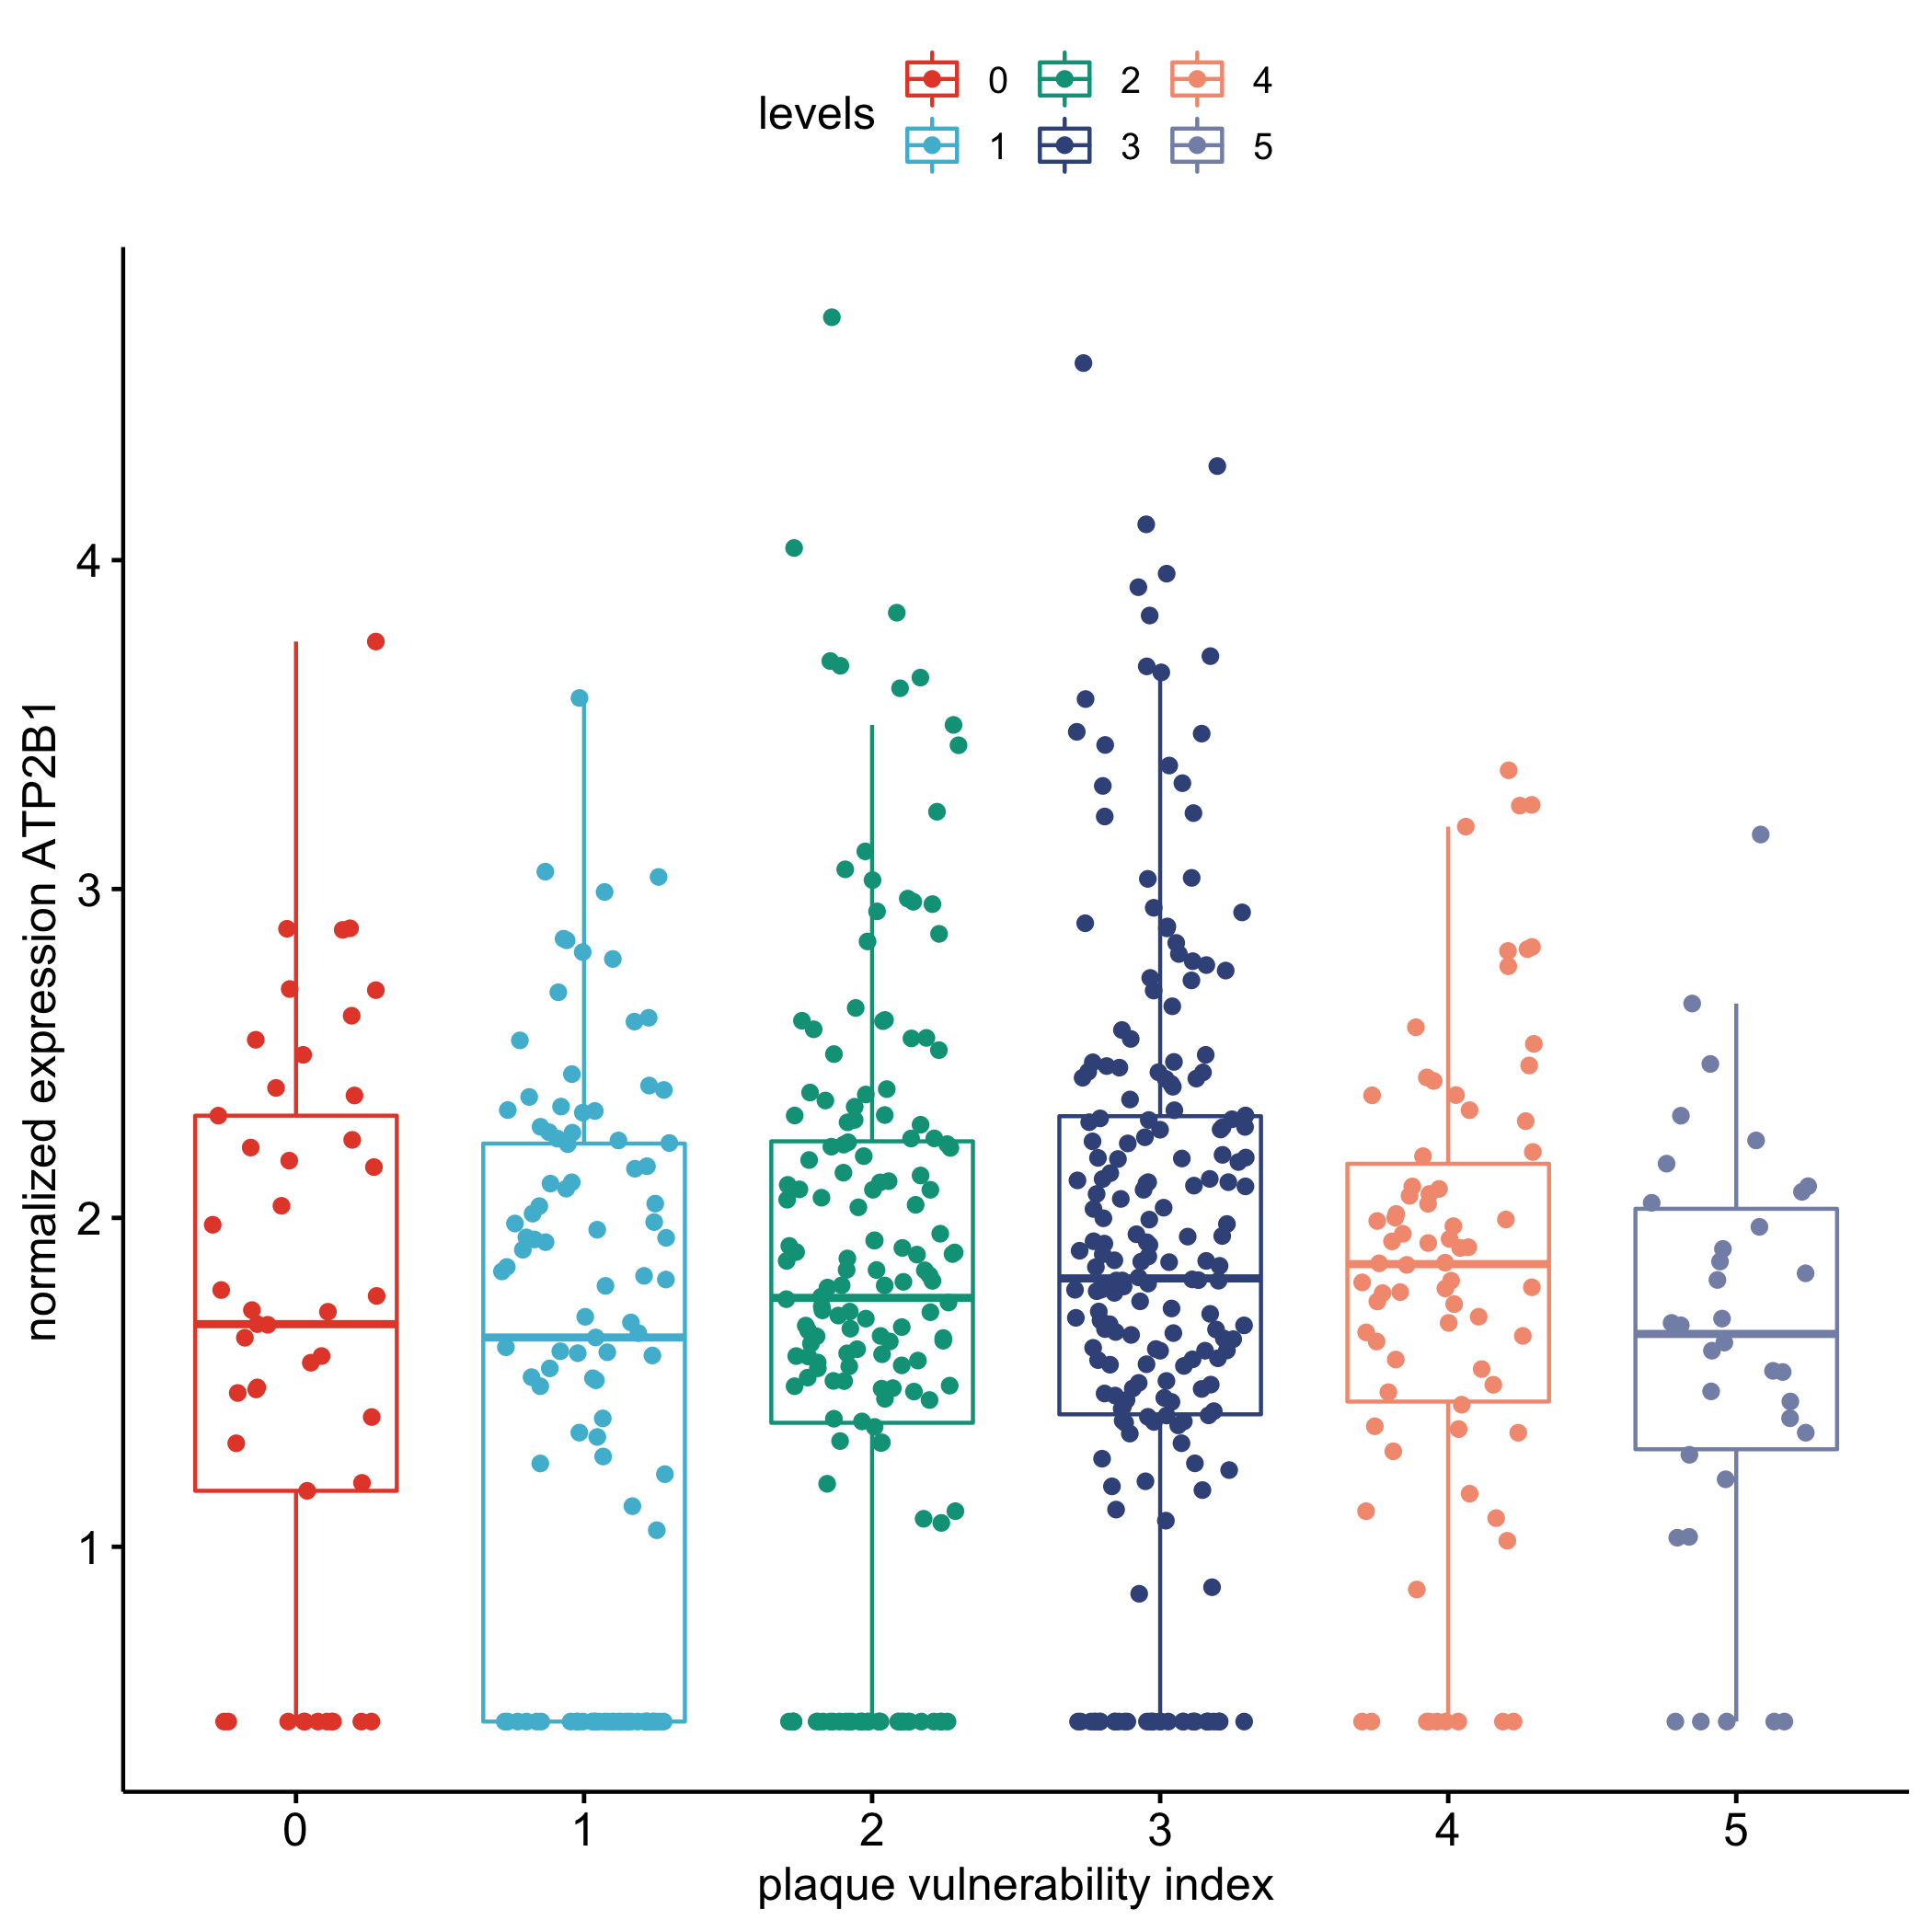 levels
0 2 4
1 3 5
normalized expression ATP2B1
4
3
2
1
0 1 2 3 4 5
plaque vulnerability index